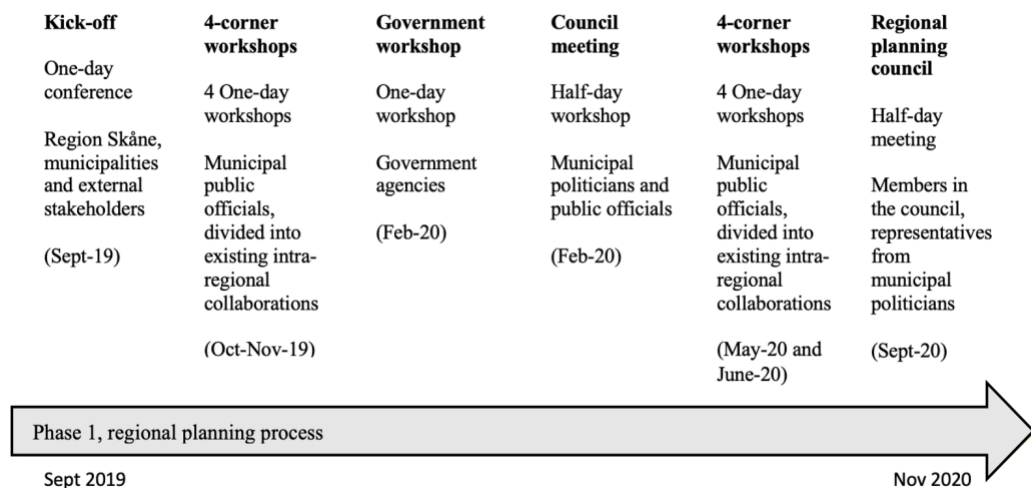 Kick-off
One-day
conference
Region Skåne,
municipalities
and external
stakeholders
(Sept-19)
4-corner
workshops
4 One-day
workshops
Municipal
public
officials,
divided into
existing intra-
regional
collaborations
(Oct-Nov-19)
Government
workshop
One-day
workshop
Government
agencies
(Feb-20)
Council
meeting
Half-day
workshop
Municipal
politicians and
public officials
(Feb-20)
4-corner
workshops
4 One-day
workshops
Municipal
public
officials,
divided into
existing intra-
regional
collaborations
(May-20 and
June-20)
Regional
planning
council
Half-day
meeting
Members in
the council,
representatives
from
municipal
politicians
(Sept-20)
Phase 1, regional planning process
Sept 2019
Nov 2020